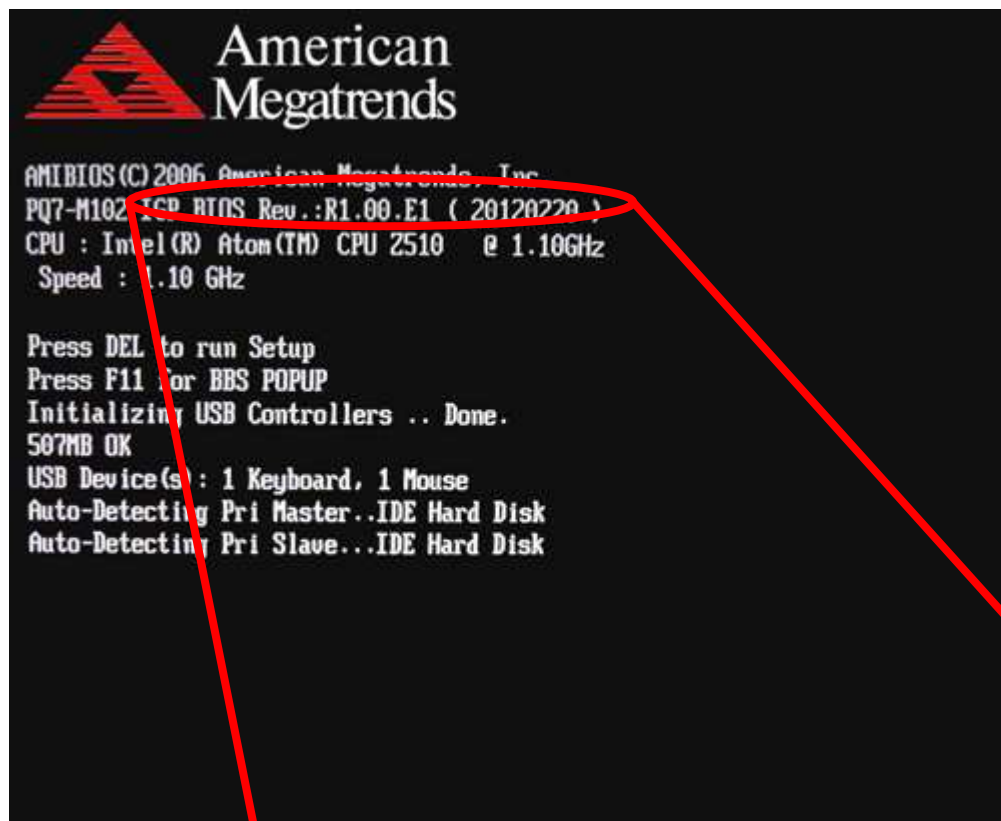 American
Megatrends
AMIBIOS(C)2006 American Megatrends, Inc.
PQ7-M102 IGP BIOS Rev.:R1.00.E1 ( 20120220 )
CPU : Intel(R) Atom(TM) CPU Z510 @ 1.10GHz
Speed : 1.10 GHz
Press DEL to run Setup
Press F11 for BBS POPUP
Initializing USB Controllers .. Done.
507MB OK
USB Device(s): 1 Keyboard, 1 Mouse
Auto-Detecting Pri Master..IDE Hard Disk
Auto-Detecting Pri Slave...IDE Hard Disk